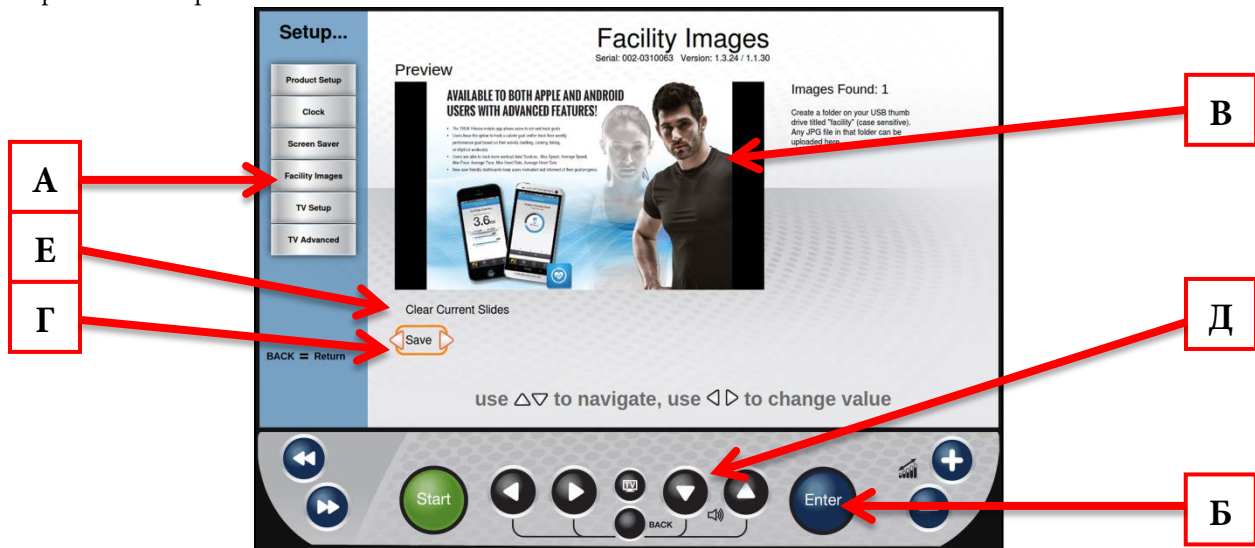 Setup...
Facility Images
Serial: 002-0310063 Version: 1.3.24 / 1.1.30
Preview
Product Setup
Clock
Screen Saver
Facility Images
TV Setup
TV Advanced
BACK = Return
AVAILABLE TO BOTH APPLE AND ANDROID
USERS WITH ADVANCED FEATURES!
3.6
Images Found: 1
Create a folder on your USB thumb
drive titled "facility" (case sensitive).
Any JPG file in that folder can be
uploaded here
Clear Current Slides
Save
use △▽ to navigate, use ◁ ▷ to change value
Start
TV
BACK
Enter
А
Е
Г
В
Д
Б